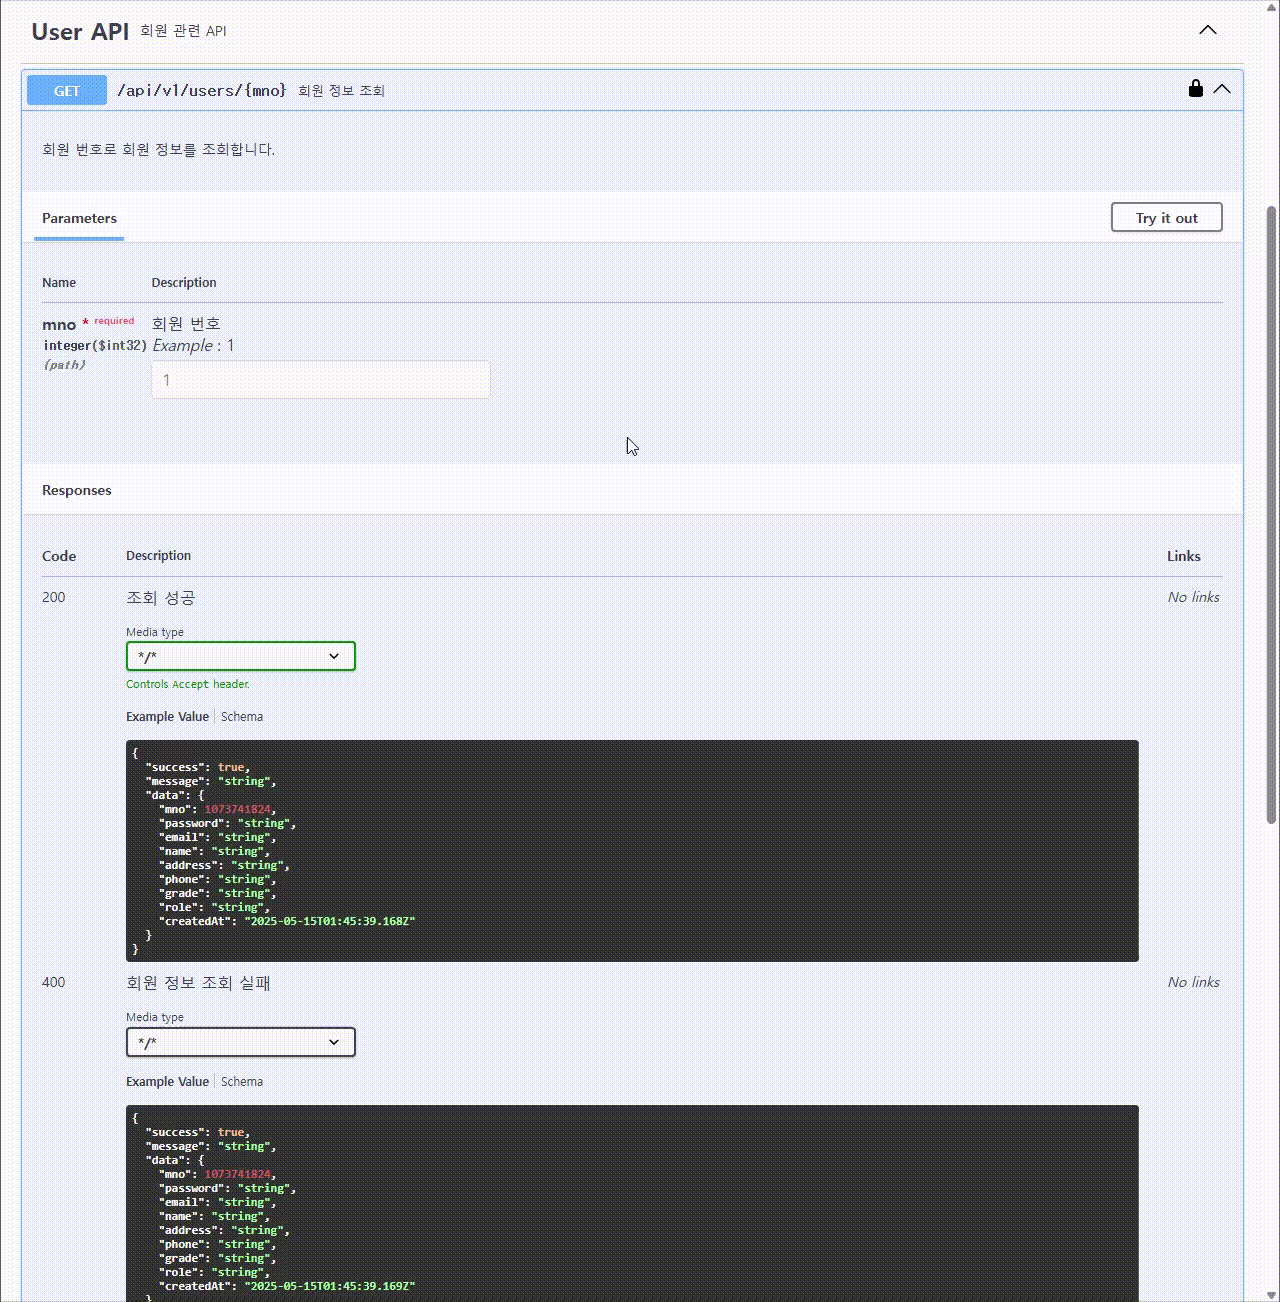 User API 회원 관련 API
GET /api/v1/users/{mno} 회원 정보 조회
회원 번호로 회원 정보를 조회합니다.
Parameters
Try it out
Name Description
mno * required 회원 번호
integer($int32) Example : 1
(path)
1
Responses
Code Description Links
200 조회 성공 No links
Media type
*/*
Controls Accept header.
Example Value Schema
{
"success": true,
"message": "string",
"data": {
"mno": 1073741824,
"password": "string",
"email": "string",
"name": "string",
"address": "string",
"phone": "string",
"grade": "string",
"role": "string",
"createdAt": "2025-05-15T01:45:39.168Z"
}
}
400 회원 정보 조회 실패 No links
Media type
*/*
Example Value Schema
{
"success": true,
"message": "string",
"data": {
"mno": 1073741824,
"password": "string",
"email": "string",
"name": "string",
"address": "string",
"phone": "string",
"grade": "string",
"role": "string",
"createdAt": "2025-05-15T01:45:39.169Z"
}